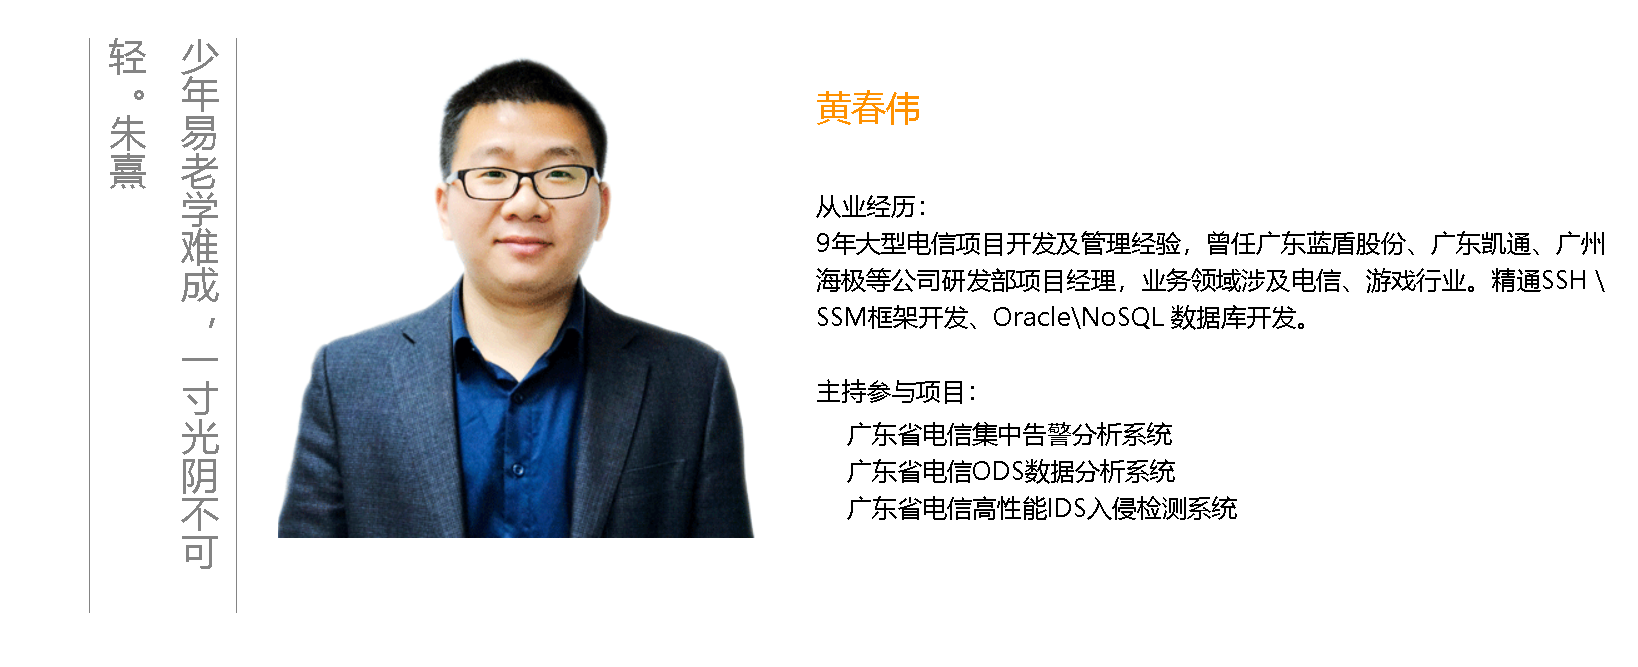 少年易老学难成，一寸光阴不可
轻。朱熹
黄春伟
从业经历：
9年大型电信项目开发及管理经验，曾任广东蓝盾股份、广东凯通、广州
海极等公司研发部项目经理，业务领域涉及电信、游戏行业。精通SSH \
SSM框架开发、Oracle\NoSQL 数据库开发。
主持参与项目：
广东省电信集中告警分析系统
广东省电信ODS数据分析系统
广东省电信高性能IDS入侵检测系统